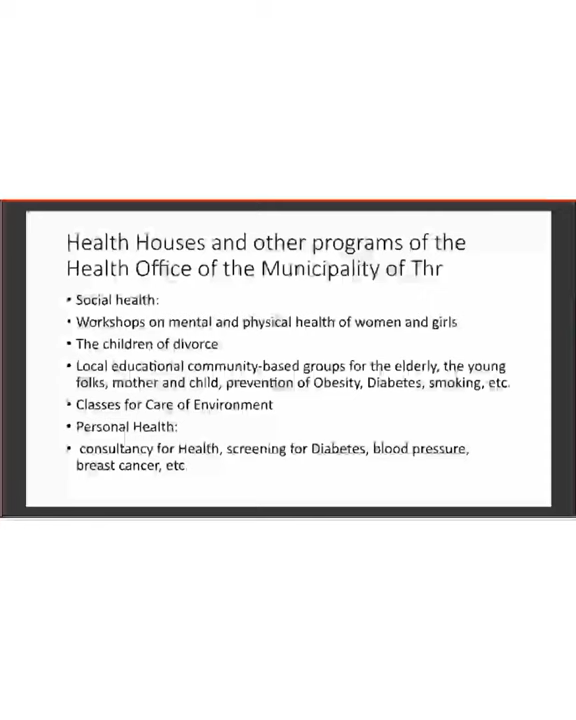 Health Houses and other programs of the
Health Office of the Municipality of Thr
• Social health:
• Workshops on mental and physical health of women and girls
• The children of divorce
• Local educational community-based groups for the elderly, the young
folks, mother and child, prevention of Obesity, Diabetes, smoking, etc.
• Classes for Care of Environment
• Personal Health:
• consultancy for Health, screening for Diabetes, blood pressure,
breast cancer, etc